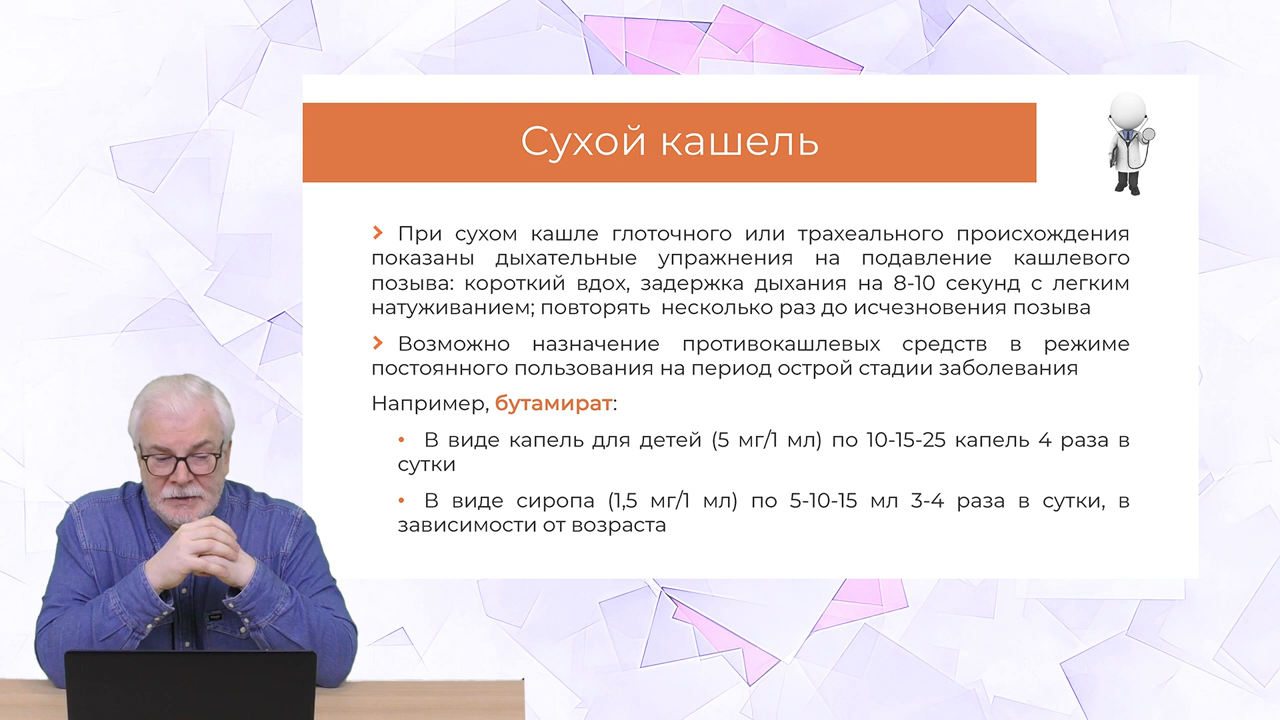 Сухой кашель
При сухом кашле глоточного или трахеального происхождения
показаны дыхательные упражнения на подавление кашлевого
позыва: короткий вдох, задержка дыхания на 8-10 секунд с легким
натуживанием; повторять несколько раз до исчезновения позыва
Возможно назначение противокашлевых средств в режиме
постоянного пользования на период острой стадии заболевания
Например, бутамират:
• В виде капель для детей (5 мг/1 мл) по 10-15-25 капель 4 раза в
сутки
• В виде сиропа (1,5 мг/1 мл) по 5-10-15 мл 3-4 раза в сутки, в
зависимости от возраста